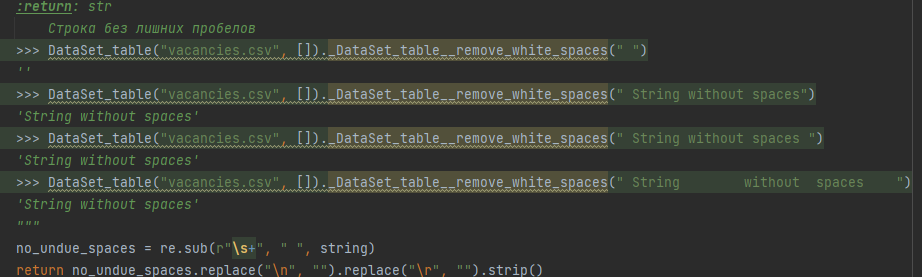 :return: str
    Строка без лишних пробелов
>>> DataSet_table("vacancies.csv", [])._DataSet_table__remove_white_spaces(" ")
''
>>> DataSet_table("vacancies.csv", [])._DataSet_table__remove_white_spaces(" String without spaces")
'String without spaces'
>>> DataSet_table("vacancies.csv", [])._DataSet_table__remove_white_spaces(" String without spaces ")
'String without spaces'
>>> DataSet_table("vacancies.csv", [])._DataSet_table__remove_white_spaces(" String        without  spaces    ")
'String without spaces'
"""
no_undue_spaces = re.sub(r"\s+", " ", string)
return no_undue_spaces.replace("\n", "").replace("\r", "").strip()